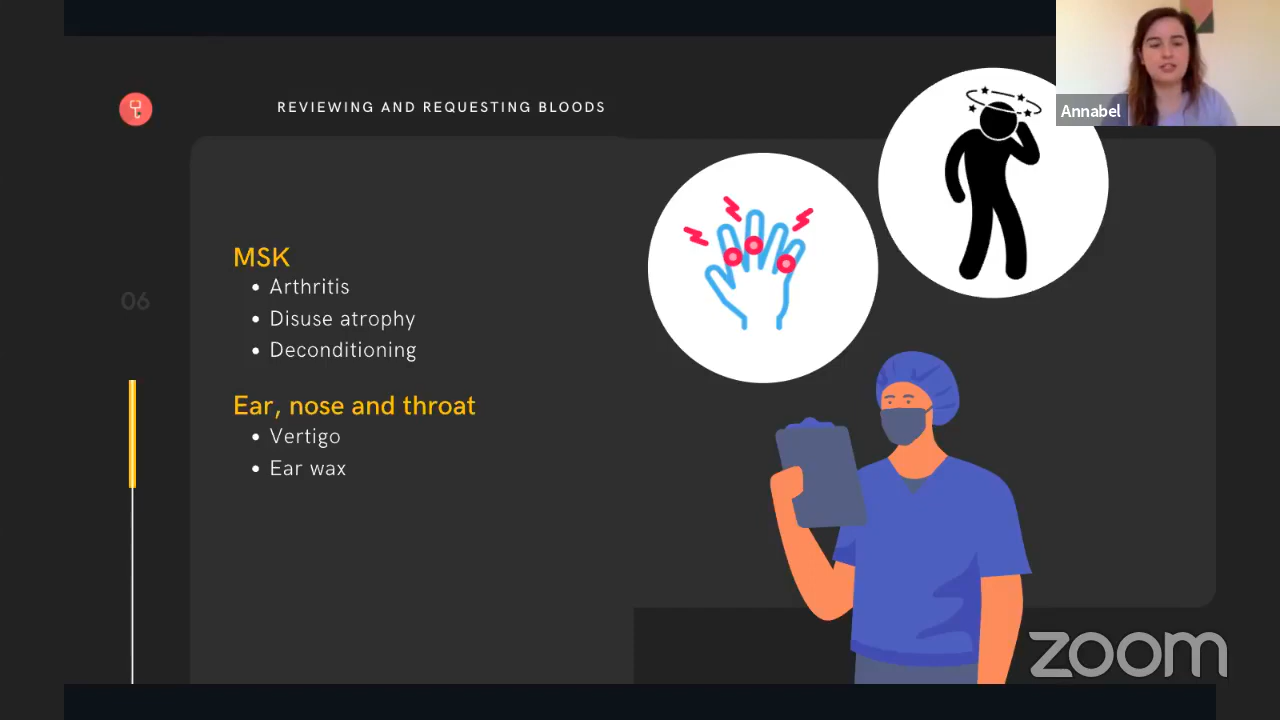 REVIEWING AND REQUESTING BLOODS
Annabel
06
MSK
Arthritis
Disuse atrophy
Deconditioning
Ear, nose and throat
Vertigo
Ear wax
zoom